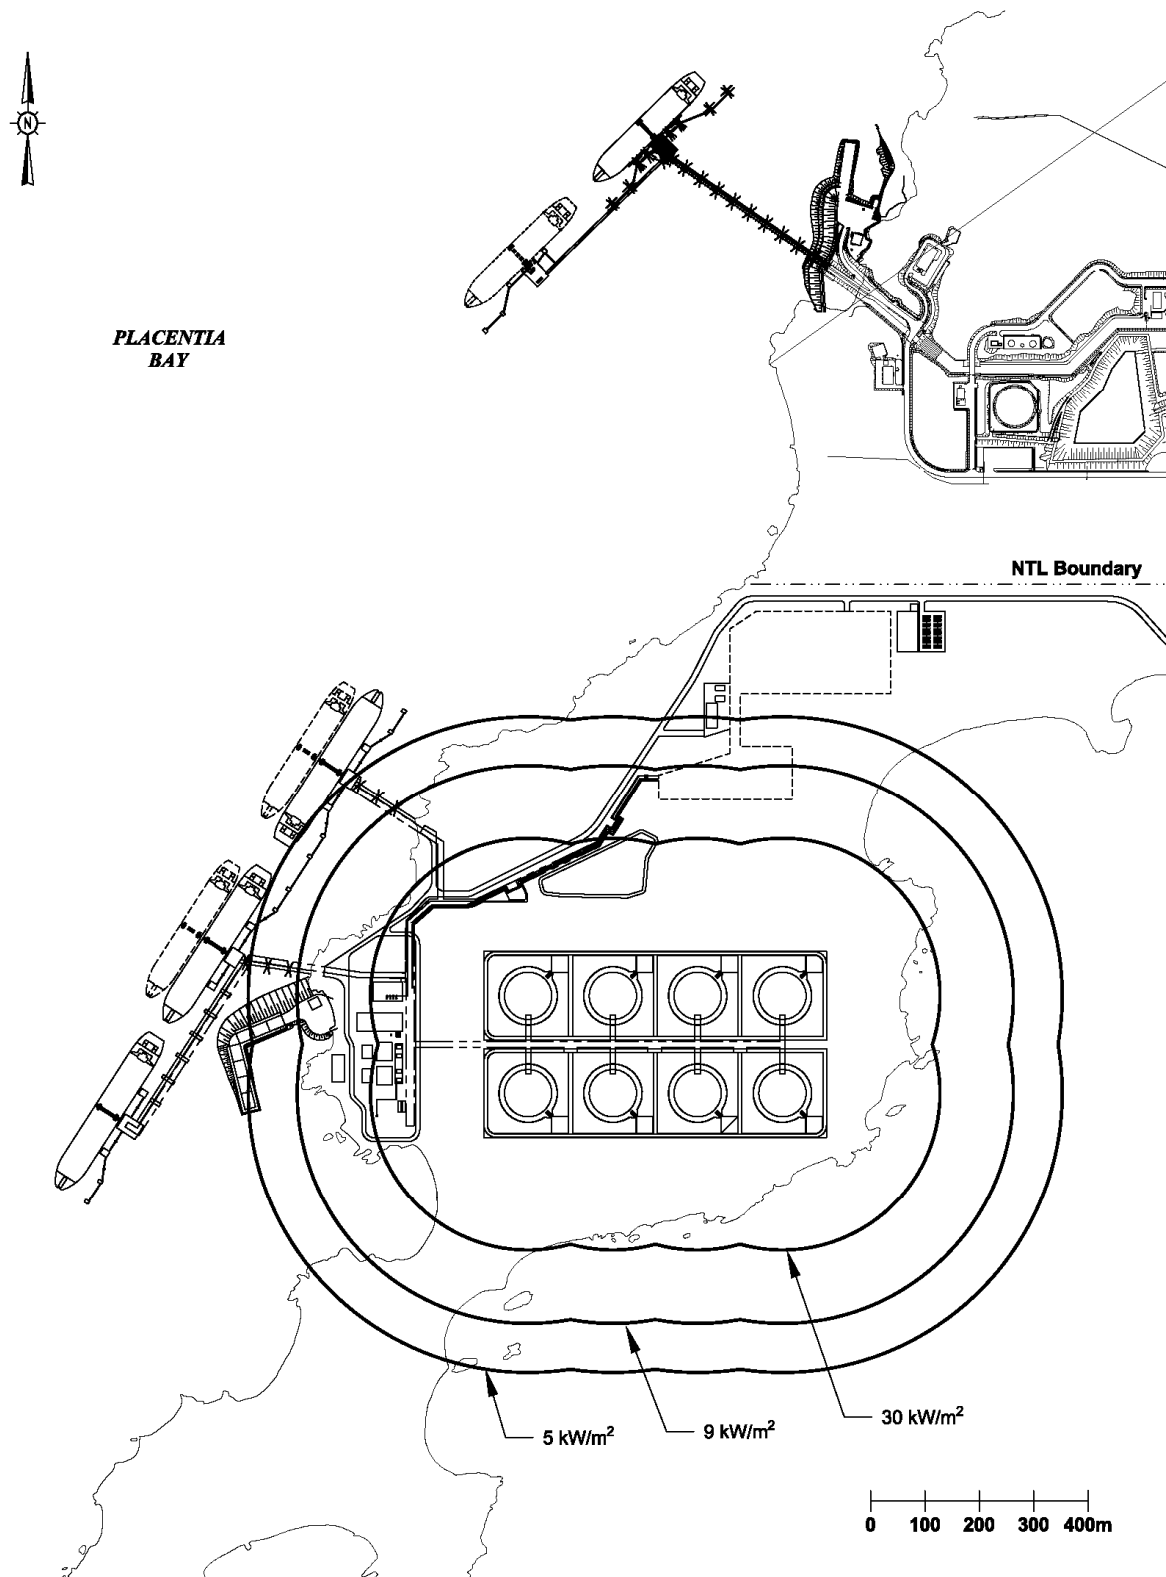 N
PLACENTIA
BAY
NTL Boundary
30 kW/m²
9 kW/m²
5 kW/m²
0 100 200 300 400m